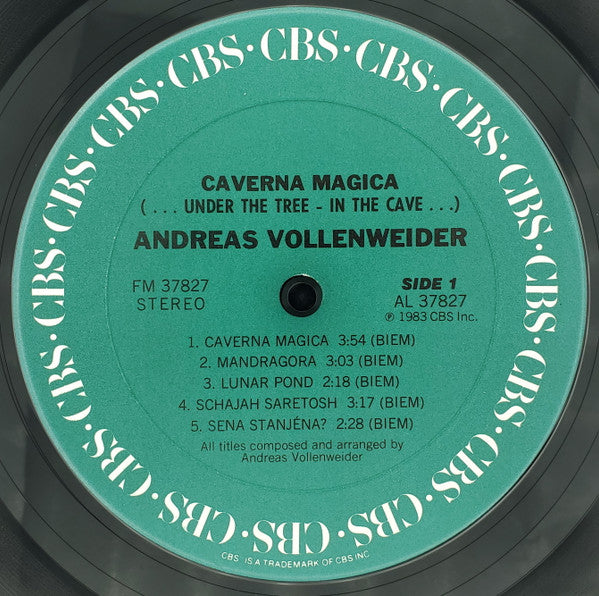 CBS·CBS·CBS·CBS·CBS·CBS·CBS·CBS·CBS·CBS·CBS·CBS·CBS·CBS·CBS·CBS·CBS·CBS·
CAVERNA MAGICA
(... UNDER THE TREE - IN THE CAVE ...)
ANDREAS VOLLENWEIDER
FM 37827
STEREO
SIDE 1
AL 37827
℗ 1983 CBS Inc.
1. CAVERNA MAGICA 3:54 (BIEM)
2. MANDRAGORA 3:03 (BIEM)
3. LUNAR POND 2:18 (BIEM)
4. SCHAJAH SARETOSH 3:17 (BIEM)
5. SENA STANJÉNA? 2:28 (BIEM)
All titles composed and arranged by
Andreas Vollenweider
CBS IS A TRADEMARK OF CBS INC